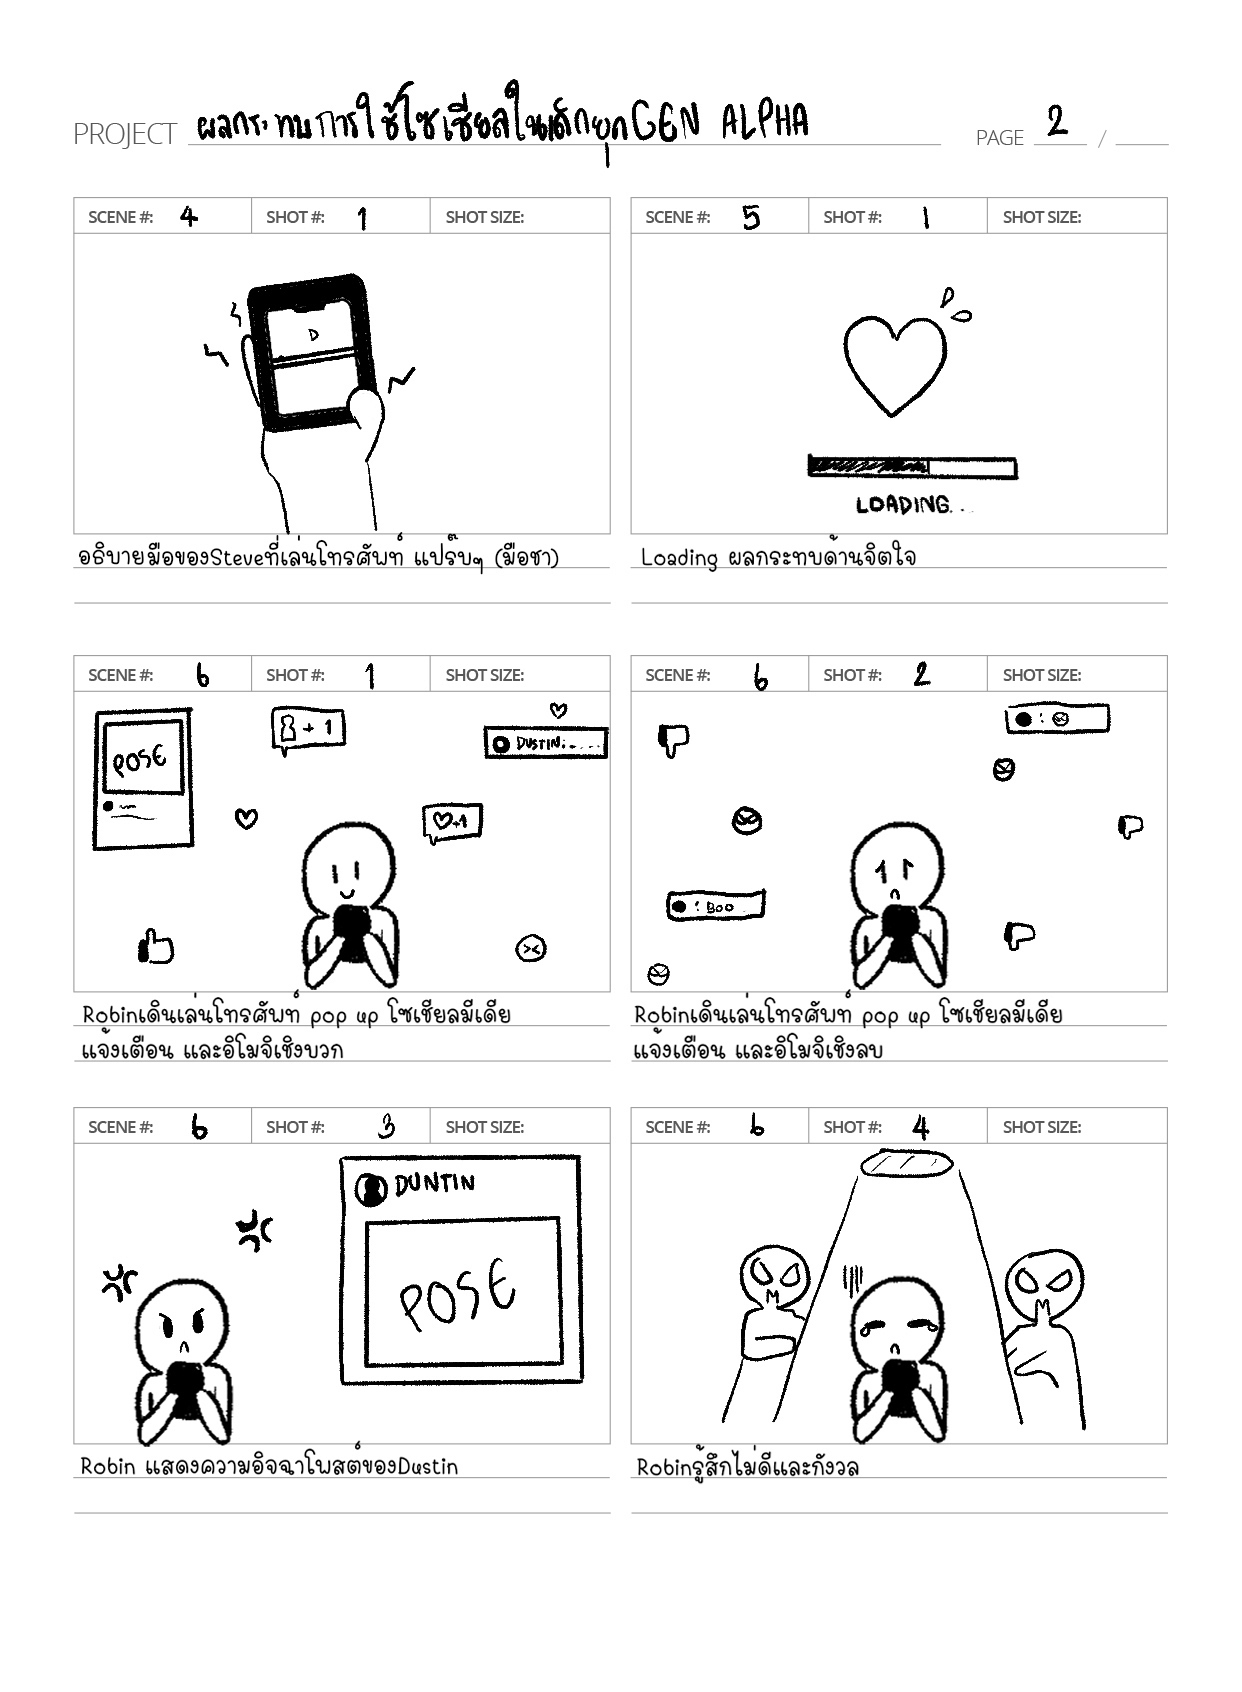 PROJECT ผลกระทบการใช้โซเชียลในเด็กยุคGEN ALPHA PAGE 2 /
SCENE #: 4 SHOT #: 1 SHOT SIZE:
D
อธิบายมือของSteveที่เล่นโทรศัพท์ แปร๊บๆ (มือชา)
SCENE #: 5 SHOT #: 1 SHOT SIZE:
LOADING...
Loading ผลกระทบด้านจิตใจ
SCENE #: 6 SHOT #: 1 SHOT SIZE:
POSE
+ 1
DUSTIN:.....
+1
Robinเดินเล่นโทรศัพท์ pop up โซเชียลมีเดีย
แจ้งเตือน และอิโมจิเชิงบวก
SCENE #: 6 SHOT #: 2 SHOT SIZE:
:
: Boo
Robinเดินเล่นโทรศัพท์ pop up โซเชียลมีเดีย
แจ้งเตือน และอิโมจิเชิงลบ
SCENE #: 6 SHOT #: 3 SHOT SIZE:
DUNTIN
POSE
Robin แสดงความอิจฉาโพสต์ของDustin
SCENE #: 6 SHOT #: 4 SHOT SIZE:
Robinรู้สึกไม่ดีและกังวล